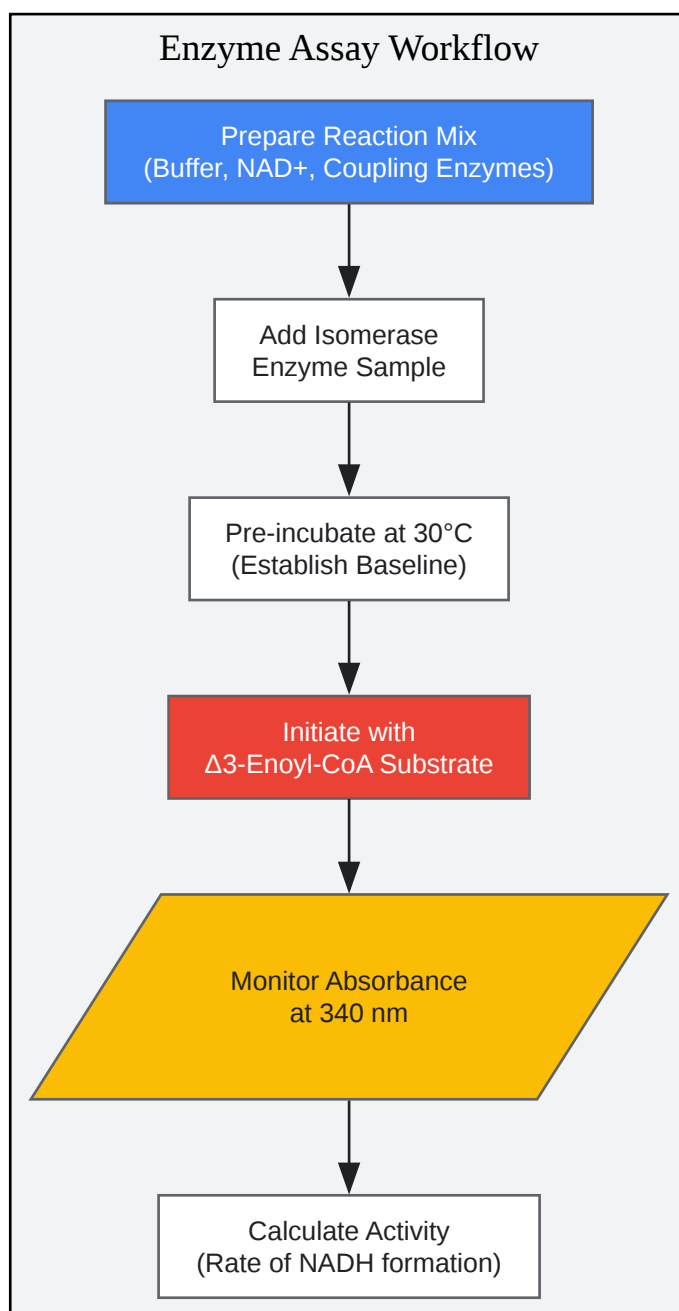 Enzyme Assay Workflow
Prepare Reaction Mix
(Buffer, NAD+, Coupling Enzymes)
Add Isomerase
Enzyme Sample
Pre-incubate at 30°C
(Establish Baseline)
Initiate with
Δ3-Enoyl-CoA Substrate
Monitor Absorbance
at 340 nm
Calculate Activity
(Rate of NADH formation)